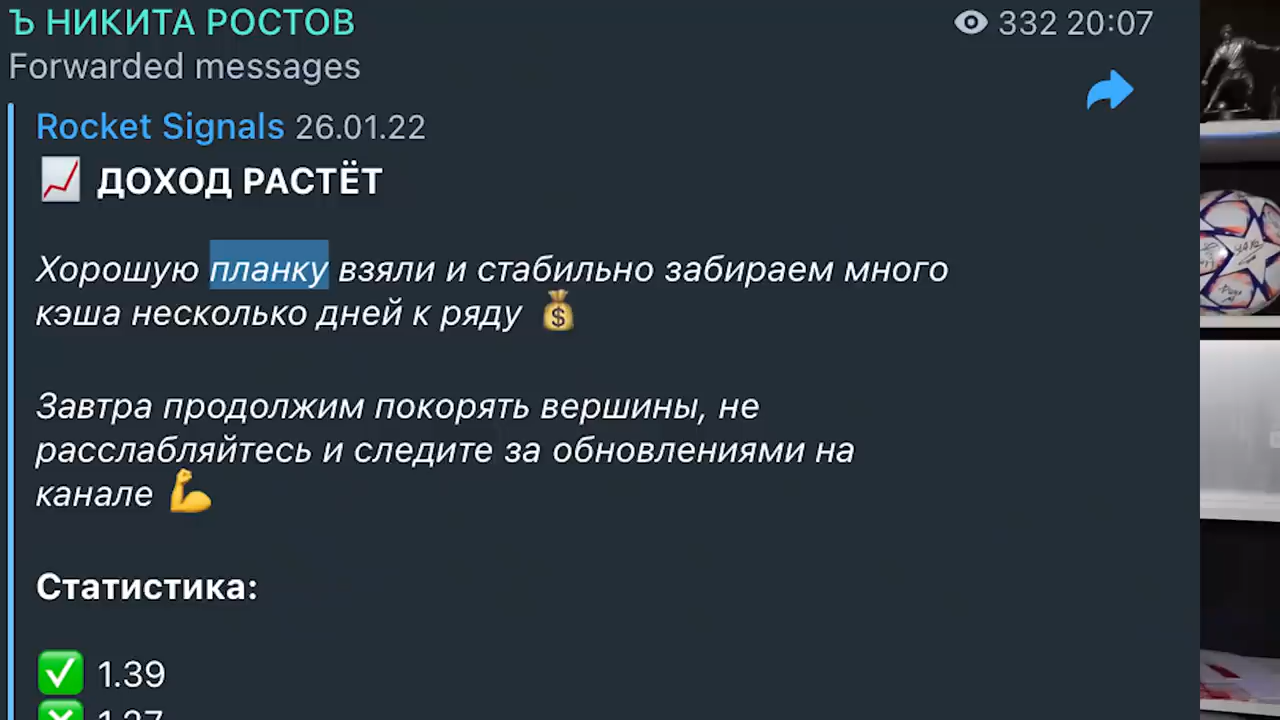 Ъ НИКИТА РОСТОВ
332 20:07
Forwarded messages
Rocket Signals 26.01.22
ДОХОД РАСТЁТ
Хорошую планку взяли и стабильно забираем много
кэша несколько дней к ряду
Завтра продолжим покорять вершины, не
расслабляйтесь и следите за обновлениями на
канале
Статистика:
1.39